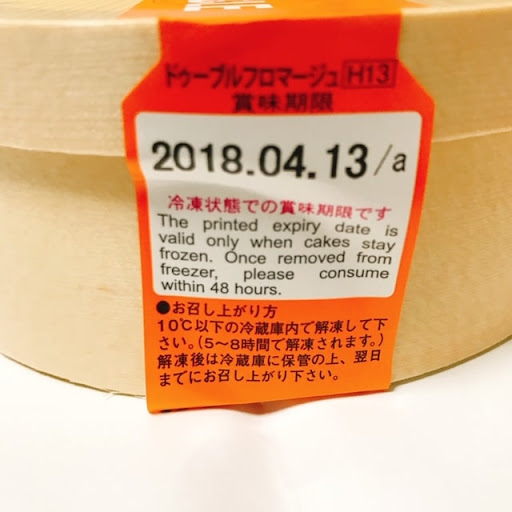 ドゥーブルフロマージュ H13
賞味期限
2018.04.13/a
冷凍状態での賞味期限です
The printed expiry date is
valid only when cakes stay
frozen. Once removed from
freezer, please consume
within 48 hours.
●お召し上がり方
10℃以下の冷蔵庫内で解凍して下
さい。(5～8時間で解凍されます。)
解凍後は冷蔵庫に保管の上、翌日
までにお召し上がり下さい。